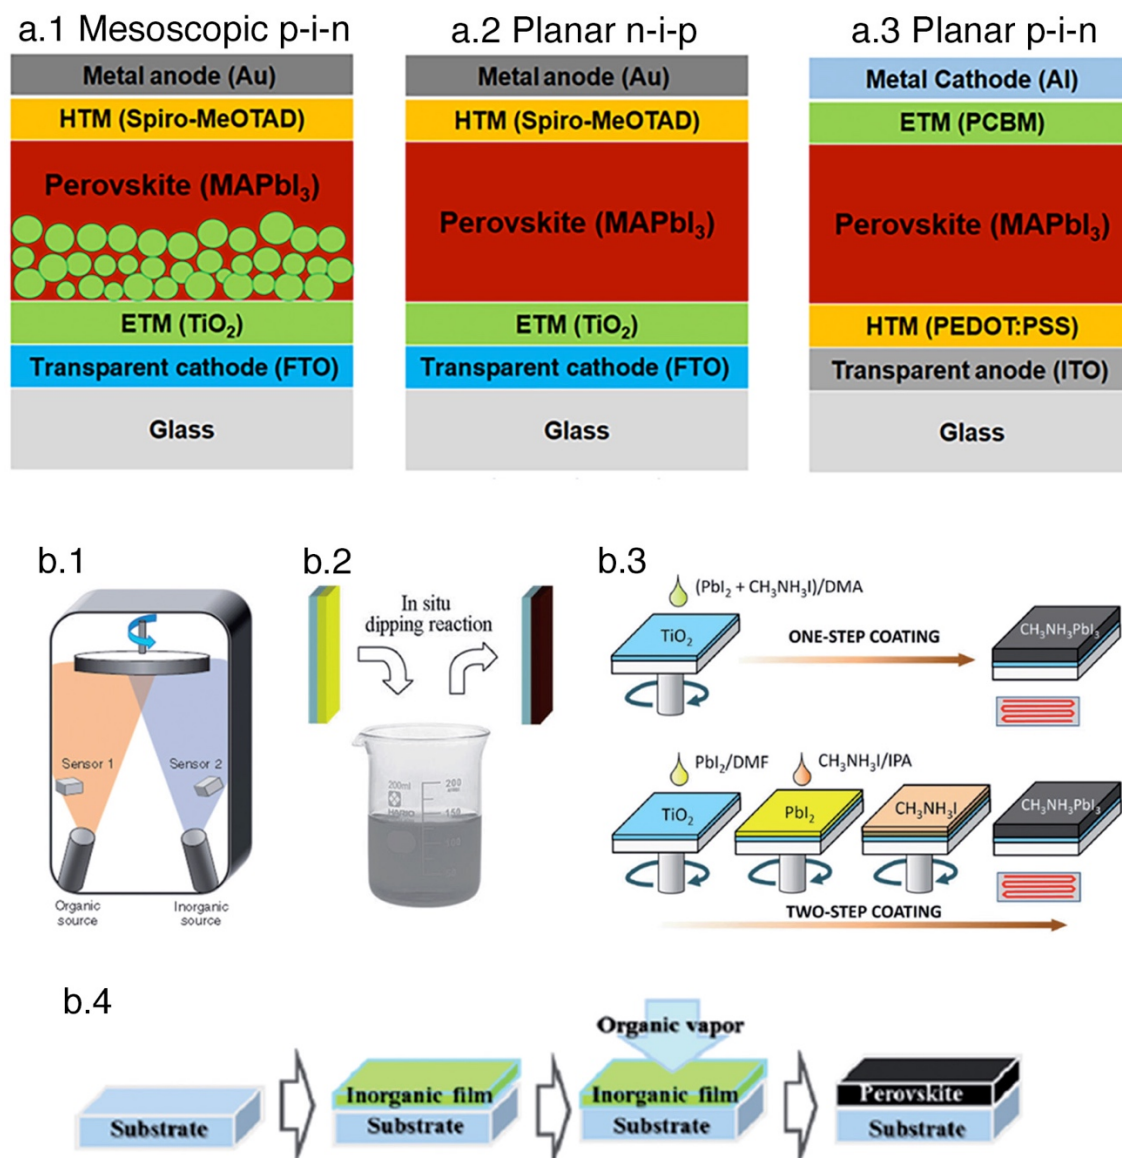 a.1 Mesoscopic p-i-n
Metal anode (Au)
HTM (Spiro-MeOTAD)
Perovskite (MAPbI₃)
ETM (TiO₂)
Transparent cathode (FTO)
Glass
a.2 Planar n-i-p
Metal anode (Au)
HTM (Spiro-MeOTAD)
Perovskite (MAPbI₃)
ETM (TiO₂)
Transparent cathode (FTO)
Glass
a.3 Planar p-i-n
Metal Cathode (Al)
ETM (PCBM)
Perovskite (MAPbI₃)
HTM (PEDOT:PSS)
Transparent anode (ITO)
Glass
b.1
Sensor 1
Sensor 2
Organic
source
Inorganic
source
b.2
In situ
dipping reaction
200ml
200
150
100
b.3
(PbI₂ + CH₃NH₃I)/DMA
TiO₂
ONE-STEP COATING
CH₃NH₃PbI₃
PbI₂/DMF
CH₃NH₃I/IPA
TiO₂
PbI₂
CH₃NH₃I
CH₃NH₃PbI₃
TWO-STEP COATING
b.4
Substrate
Inorganic film
Substrate
Organic vapor
Inorganic film
Substrate
Perovskite
Substrate